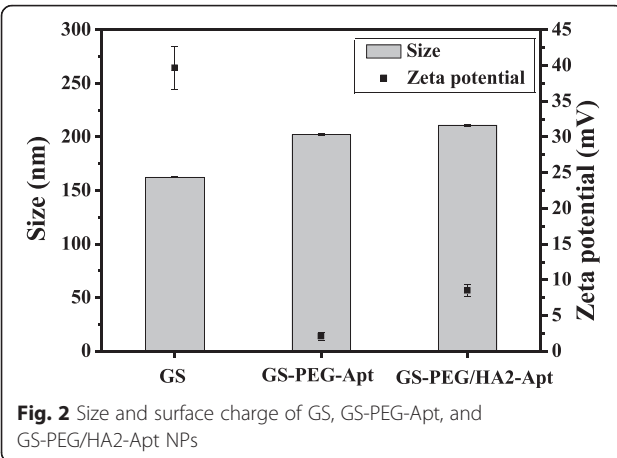 300
250
200
150
100
50
0
Size (nm)
45
40
35
30
25
20
15
10
5
0
Zeta potential (mV)
Size
Zeta potential
GS
GS-PEG-Apt
GS-PEG/HA2-Apt
Fig. 2 Size and surface charge of GS, GS-PEG-Apt, and
GS-PEG/HA2-Apt NPs